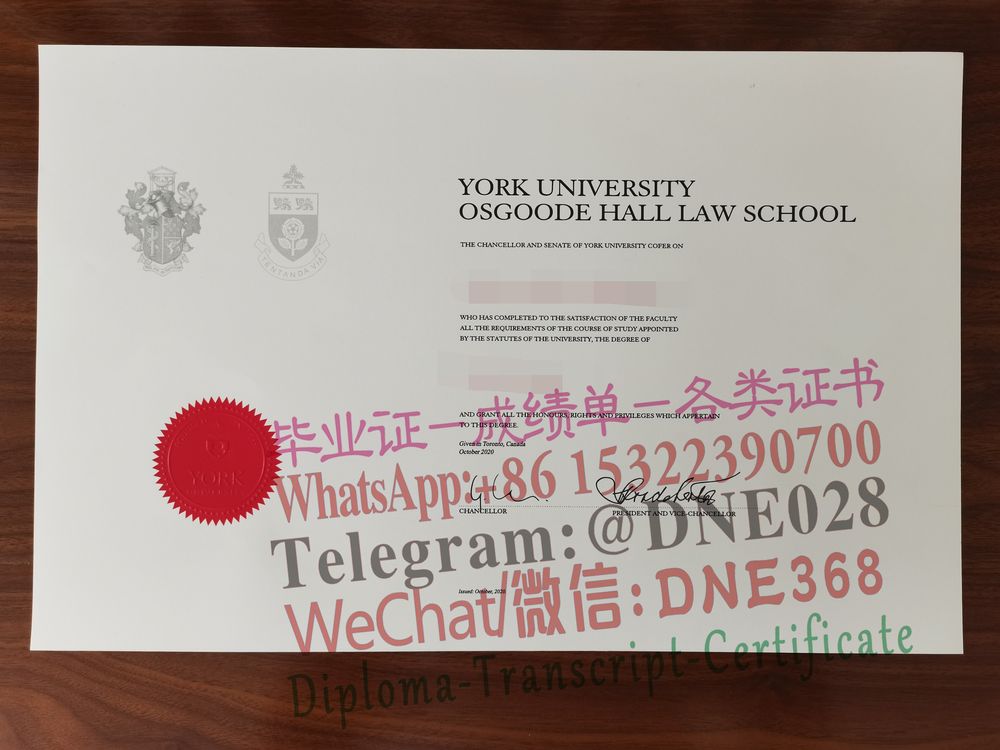 YORK UNIVERSITY
OSGOODE HALL LAW SCHOOL
THE CHANCELLOR AND SENATE OF YORK UNIVERSITY COFER ON
WHO HAS COMPLETED TO THE SATISFACTION OF THE FACULTY
ALL THE REQUIREMENTS OF THE COURSE OF STUDY APPOINTED
BY THE STATUTES OF THE UNIVERSITY, THE DEGREE OF
AND GRANT ALL THE HONOURS, RIGHTS AND PRIVILEGES WHICH APPERTAIN
TO THIS DEGREE.
Given in Toronto, Canada
October 2020
CHANCELLOR
PRESIDENT AND VICE-CHANCELLOR
Issued: October, 2020
TENTANDA VIA
YORK
毕业证－成绩单－各类证书
WhatsApp:+86 15322390700
Telegram:@DNE028
WeChat/微信:DNE368
Diploma-Transcript-Certificate